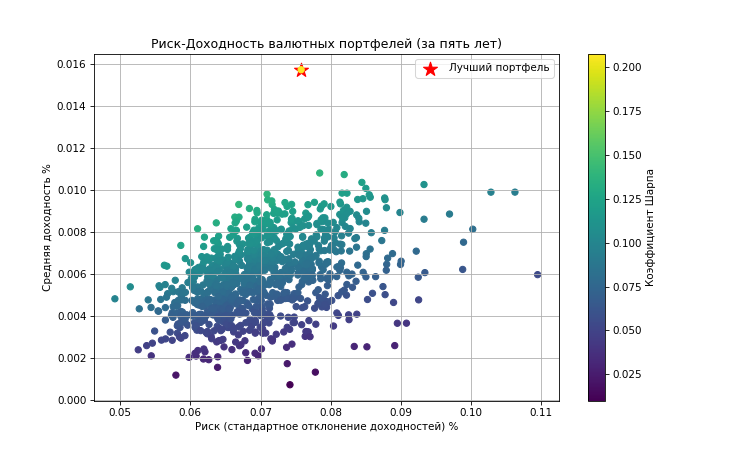 Риск-Доходность валютных портфелей (за пять лет)
Лучший портфель
Средняя доходность %
0.016
0.014
0.012
0.010
0.008
0.006
0.004
0.002
0.000
0.05 0.06 0.07 0.08 0.09 0.10 0.11
Риск (стандартное отклонение доходностей) %
0.200
0.175
0.150
0.125
0.100
0.075
0.050
0.025
Коэффициент Шарпа